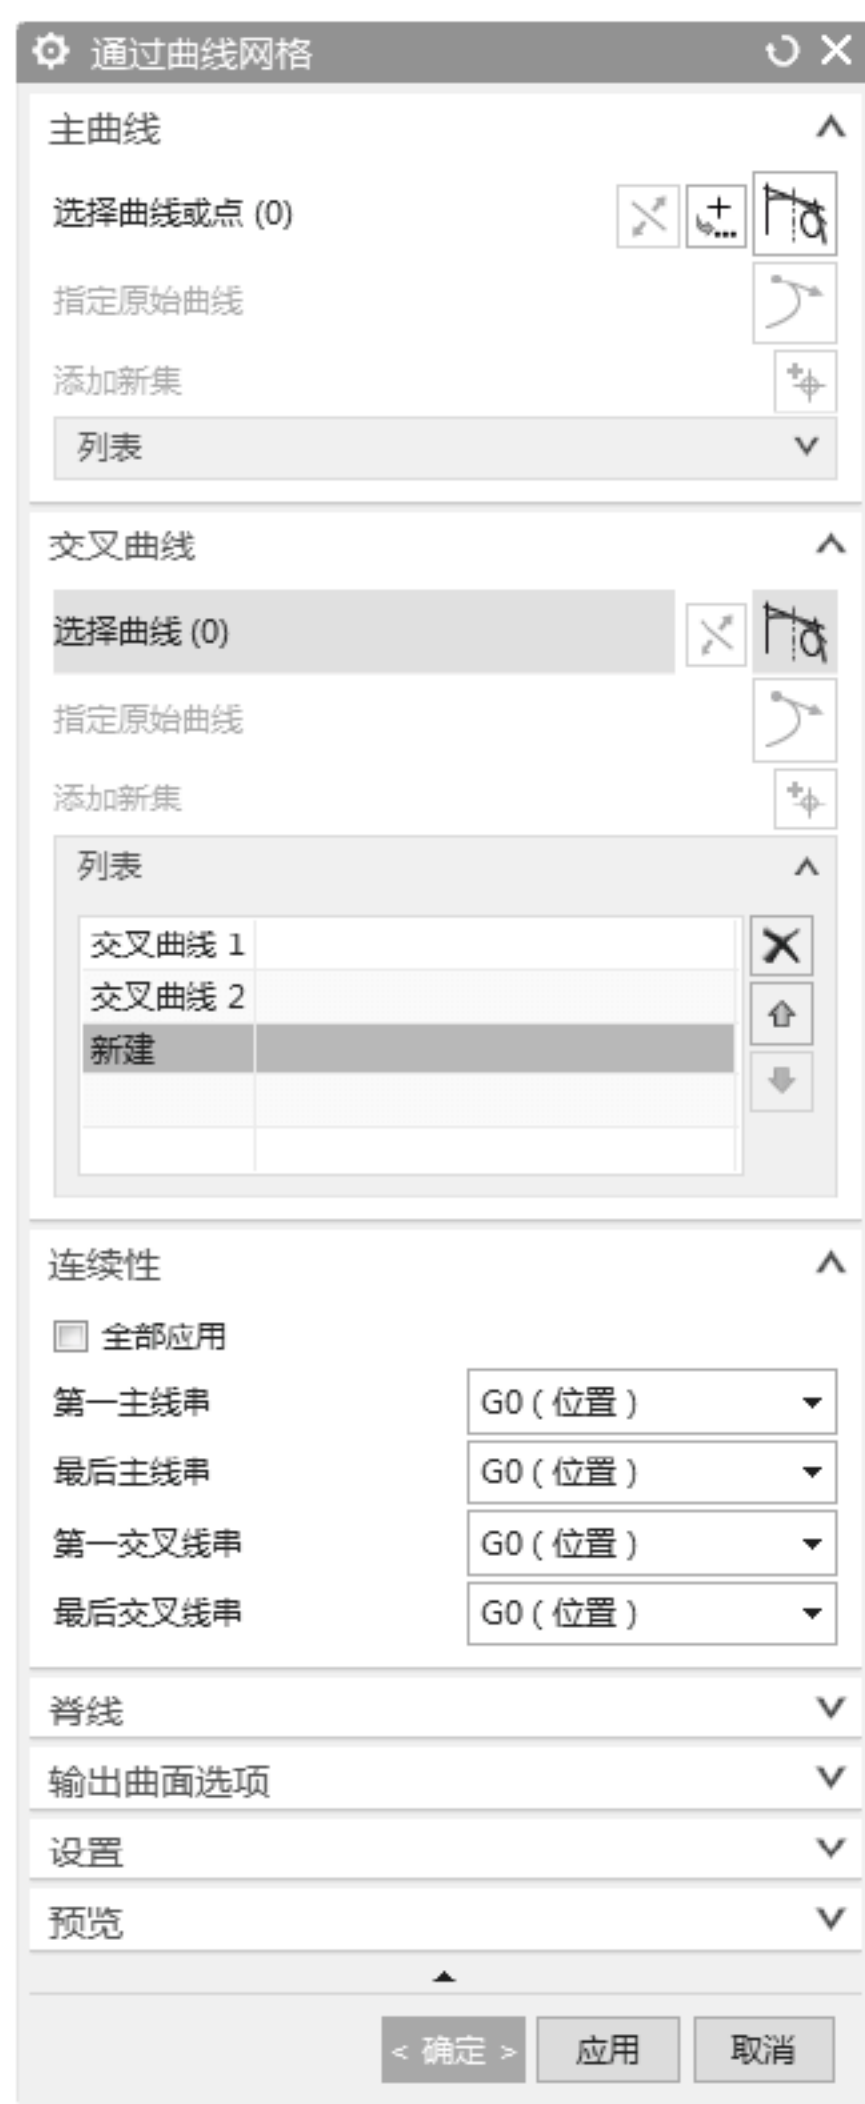 通过曲线网格
主曲线
选择曲线或点 (0)
指定原始曲线
添加新集
列表
交叉曲线
选择曲线 (0)
指定原始曲线
添加新集
列表
交叉曲线 1
交叉曲线 2
新建
连续性
全部应用
第一主线串 G0 ( 位置 )
最后主线串 G0 ( 位置 )
第一交叉线串 G0 ( 位置 )
最后交叉线串 G0 ( 位置 )
脊线
输出曲面选项
设置
预览
< 确定 > 应用 取消